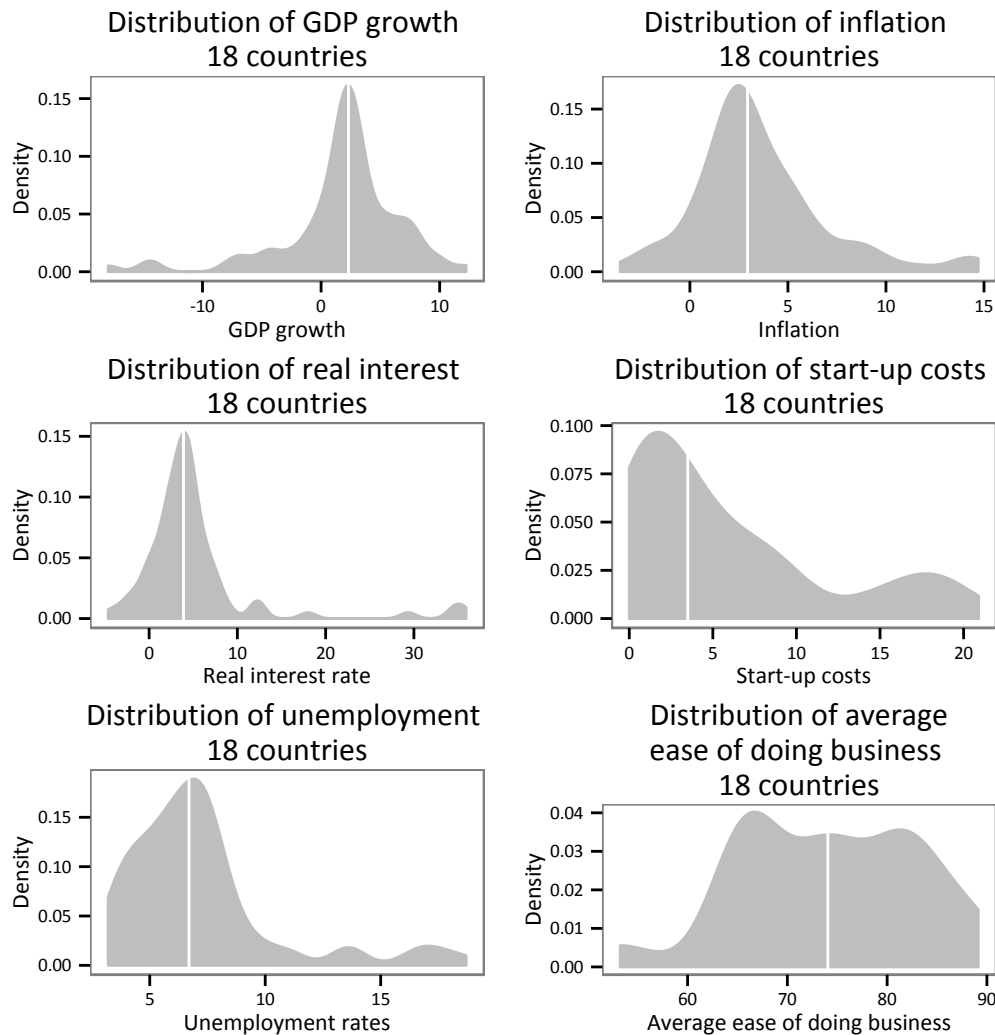 Distribution of GDP growth
18 countries
0.15
0.10
0.05
0.00
Density
-10
0
10
GDP growth
Distribution of inflation
18 countries
0.15
0.10
0.05
0.00
Density
0
5
10
15
Inflation
Distribution of real interest
18 countries
0.15
0.10
0.05
0.00
Density
0
10
20
30
Real interest rate
Distribution of start-up costs
18 countries
0.100
0.075
0.050
0.025
0.000
Density
0
5
10
15
20
Start-up costs
Distribution of unemployment
18 countries
0.15
0.10
0.05
0.00
Density
5
10
15
Unemployment rates
Distribution of average
ease of doing business
18 countries
0.04
0.03
0.02
0.01
0.00
Density
60
70
80
90
Average ease of doing business